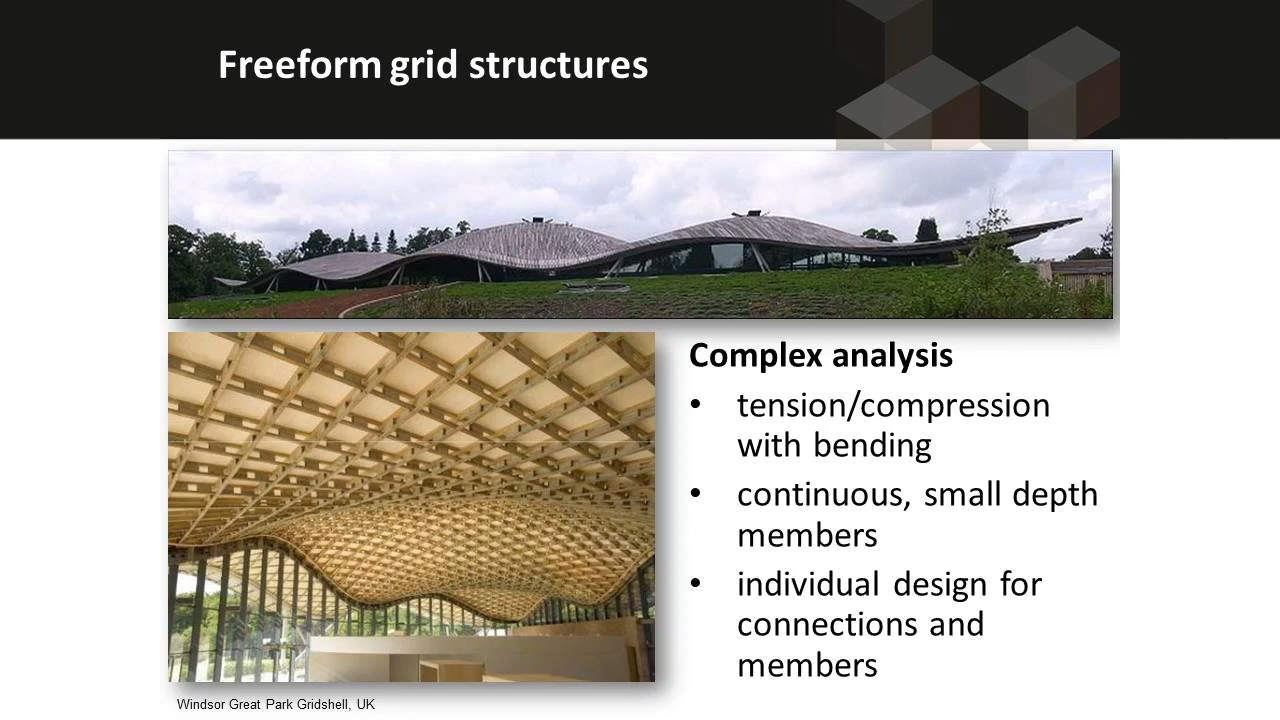 Freeform grid structures
Complex analysis
• tension/compression
with bending
• continuous, small depth
members
• individual design for
connections and
members
Windsor Great Park Gridshell, UK